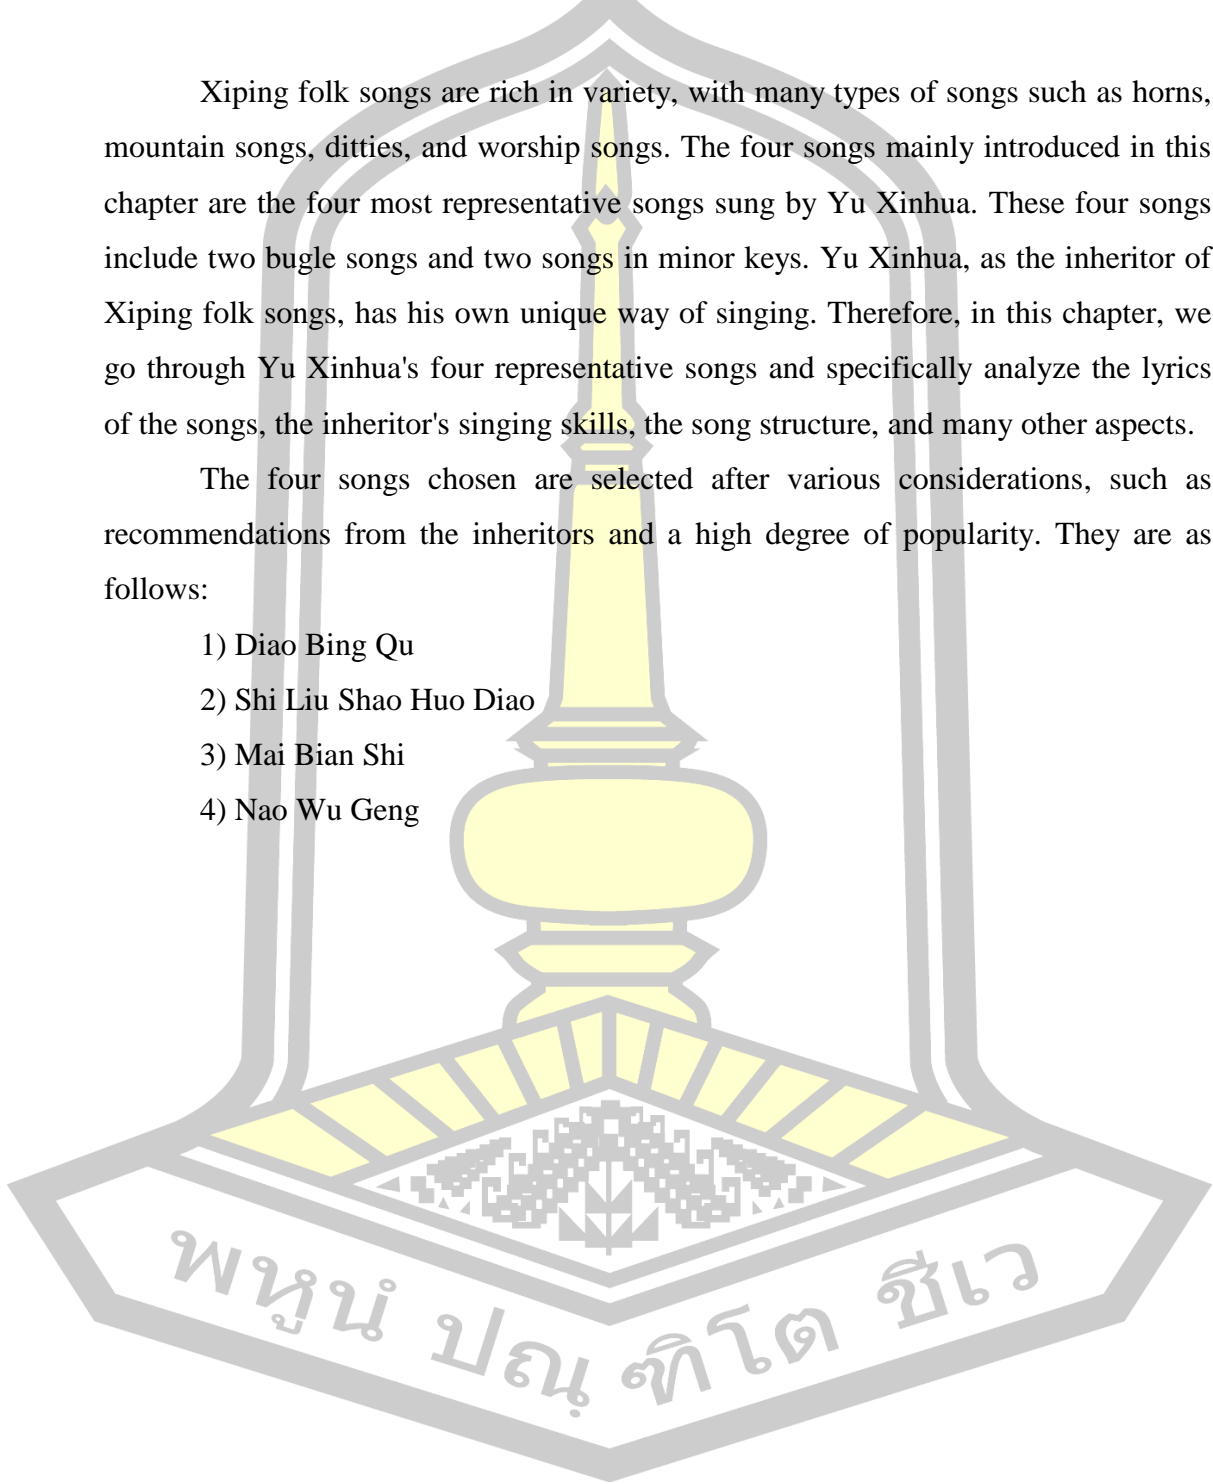 Xiping folk songs are rich in variety, with many types of songs such as horns,
mountain songs, ditties, and worship songs. The four songs mainly introduced in this
chapter are the four most representative songs sung by Yu Xinhua. These four songs
include two bugle songs and two songs in minor keys. Yu Xinhua, as the inheritor of
Xiping folk songs, has his own unique way of singing. Therefore, in this chapter, we
go through Yu Xinhua's four representative songs and specifically analyze the lyrics
of the songs, the inheritor's singing skills, the song structure, and many other aspects.
The four songs chosen are selected after various considerations, such as
recommendations from the inheritors and a high degree of popularity. They are as
follows:
1) Diao Bing Qu
2) Shi Liu Shao Huo Diao
3) Mai Bian Shi
4) Nao Wu Geng
พหูนํ ปณฺฑิโต ชีเว